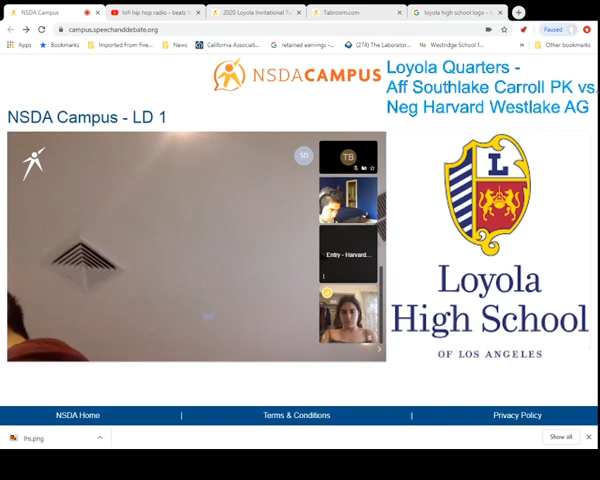 NSDA Campus
lofi hip hop radio - beats t
2020 Loyola Invitational T
Tabroom.com
loyola high school logo - G
campus.speechanddebate.org
Paused
Apps
Bookmarks
Imported From Fire
News
California Associati...
retained earnings -...
(274) The Laborator...
Westridge School f...
Other bookmarks
NSDACAMPUS
Loyola Quarters -
Aff Southlake Carroll PK vs.
Neg Harvard Westlake AG
NSDA Campus - LD 1
SD
TB
Entry - Harvard...
L
Loyola
High School
OF LOS ANGELES
NSDA Home | Terms & Conditions | Privacy Policy
lhs.png
Show all